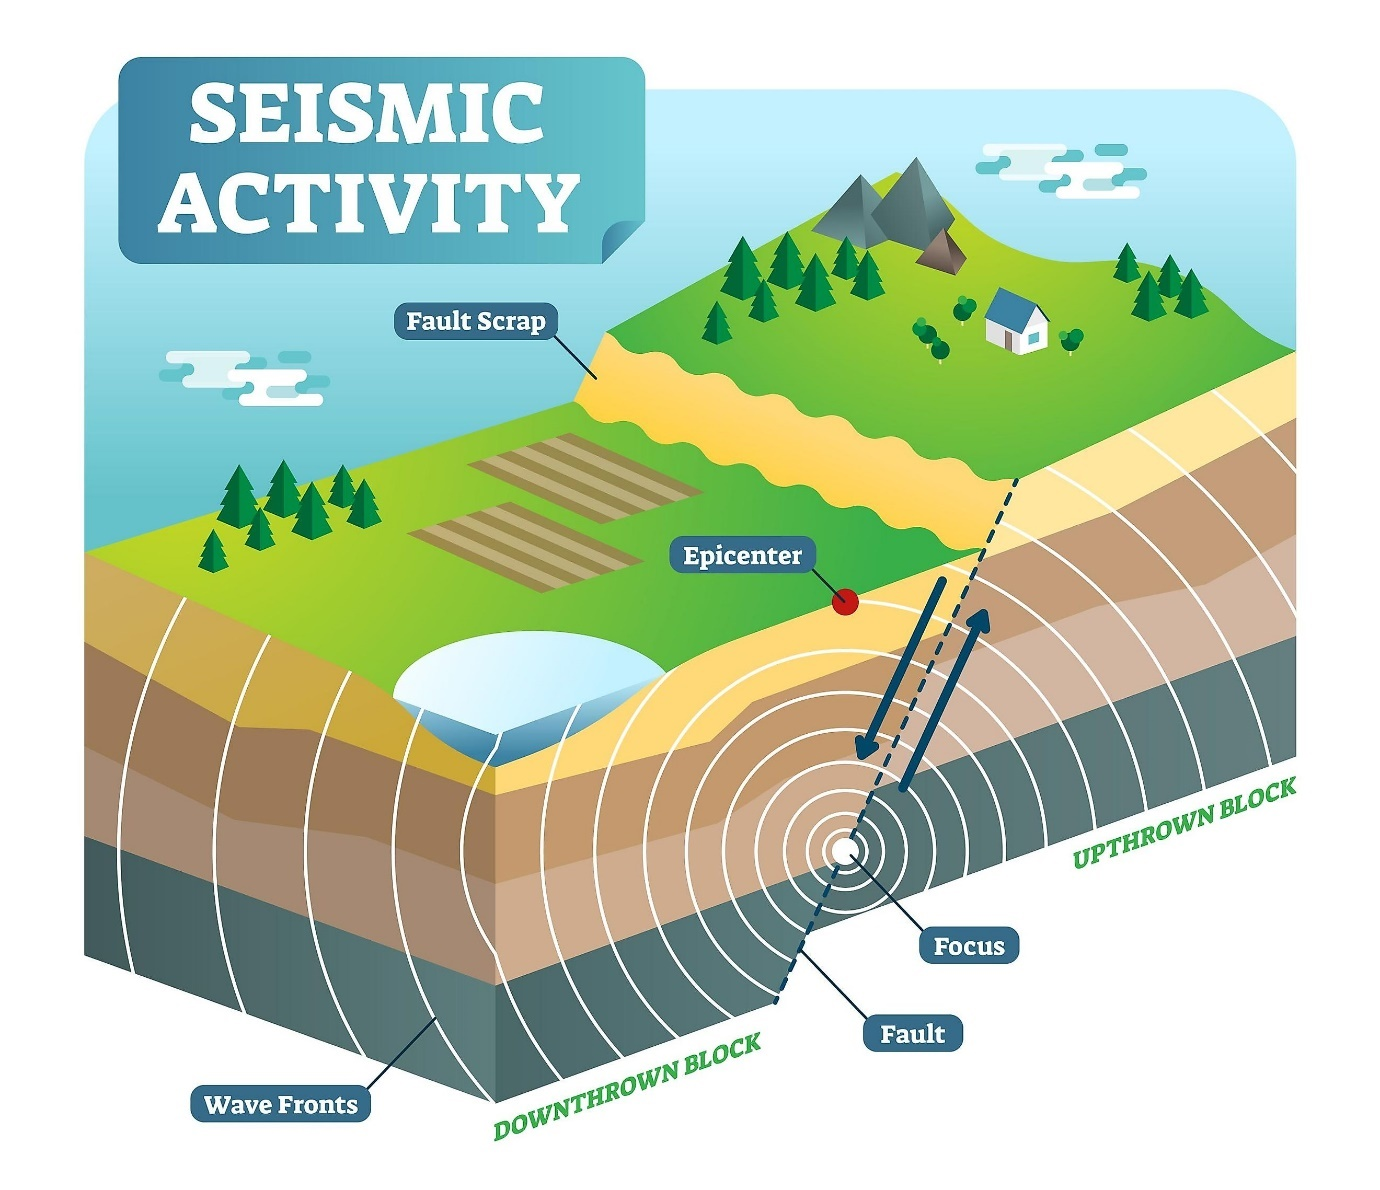 SEISMIC
ACTIVITY
Fault Scrap
Epicenter
UPTHROWN BLOCK
Focus
Fault
DOWNTHROWN BLOCK
Wave Fronts